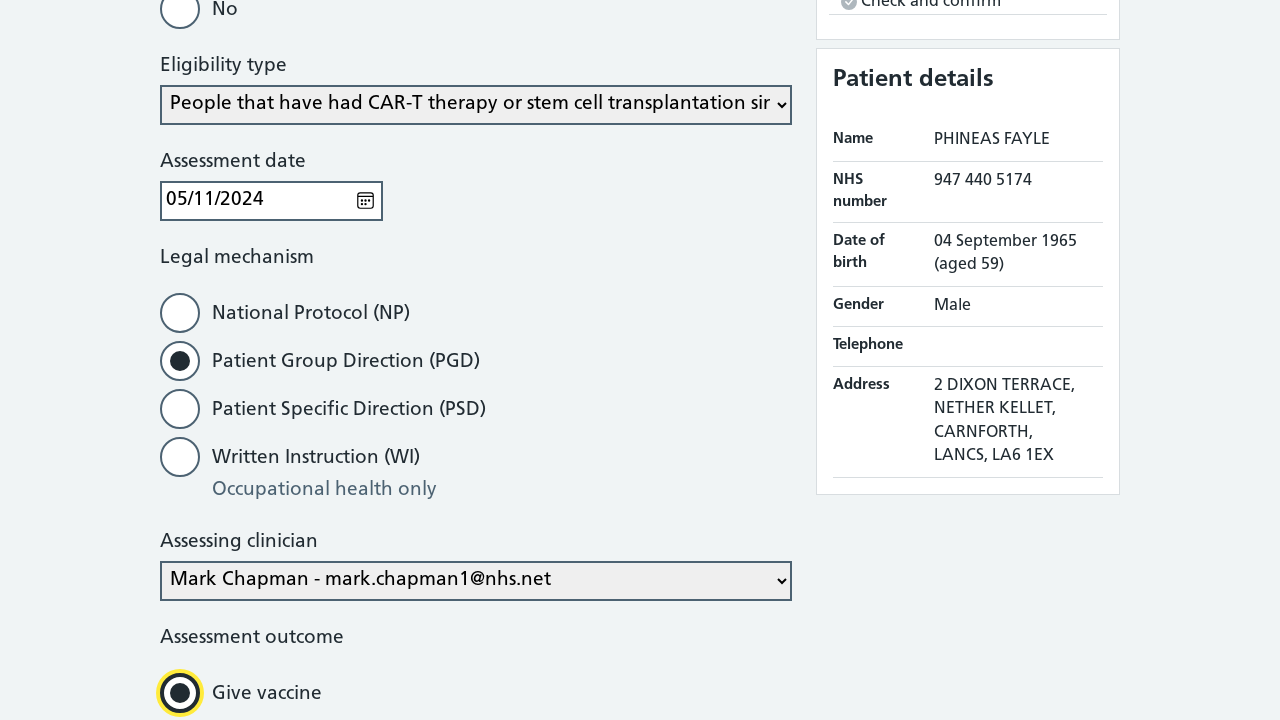 No
Eligibility type
People that have had CAR-T therapy or stem cell transplantation sir
Assessment date
05/11/2024
Legal mechanism
National Protocol (NP)
Patient Group Direction (PGD)
Patient Specific Direction (PSD)
Written Instruction (WI)
Occupational health only
Assessing clinician
Mark Chapman - mark.chapman1@nhs.net
Assessment outcome
Give vaccine
Check and confirm
Patient details
Name PHINEAS FAYLE
NHS number 947 440 5174
Date of birth 04 September 1965
(aged 59)
Gender Male
Telephone
Address 2 DIXON TERRACE,
NETHER KELLET,
CARNFORTH,
LANCS, LA6 1EX